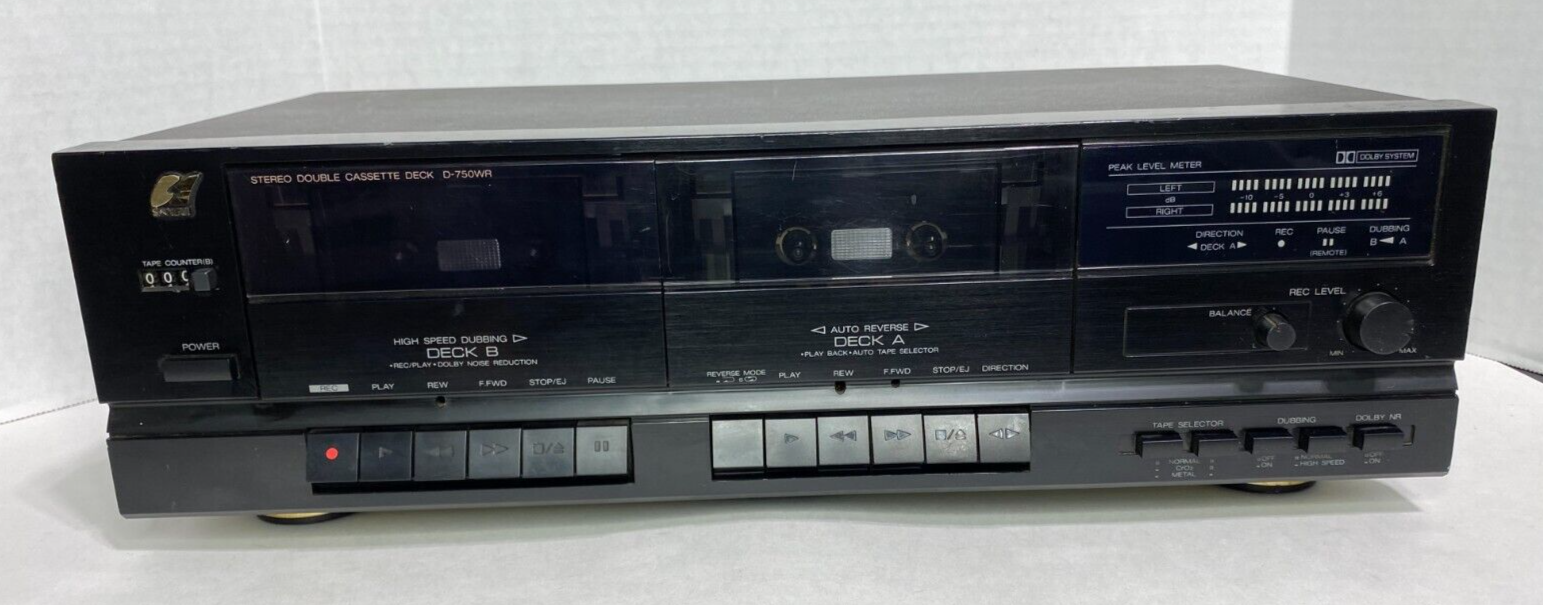 SANSUI
STEREO DOUBLE CASSETTE DECK D-750WR
TAPE COUNTER(B)
0 0 0
POWER
HIGH SPEED DUBBING ▷
DECK B
•REC/PLAY•DOLBY NOISE REDUCTION
REC PLAY REW F.FWD STOP/EJ PAUSE
◁ AUTO REVERSE ▷
DECK A
•PLAY BACK•AUTO TAPE SELECTOR
REVERSE MODE PLAY REW F.FWD STOP/EJ DIRECTION
PEAK LEVEL METER
DOLBY SYSTEM
LEFT
dB -10 -5 0 +3 +6
RIGHT
DIRECTION REC PAUSE DUBBING
◀ DECK A ▶ ● ❚❚ B ◀ A
(REMOTE)
REC LEVEL
BALANCE
MIN MAX
TAPE SELECTOR DUBBING DOLBY NR
NORMAL
CrO₂
METAL
OFF
ON
NORMAL
HIGH SPEED
OFF
ON